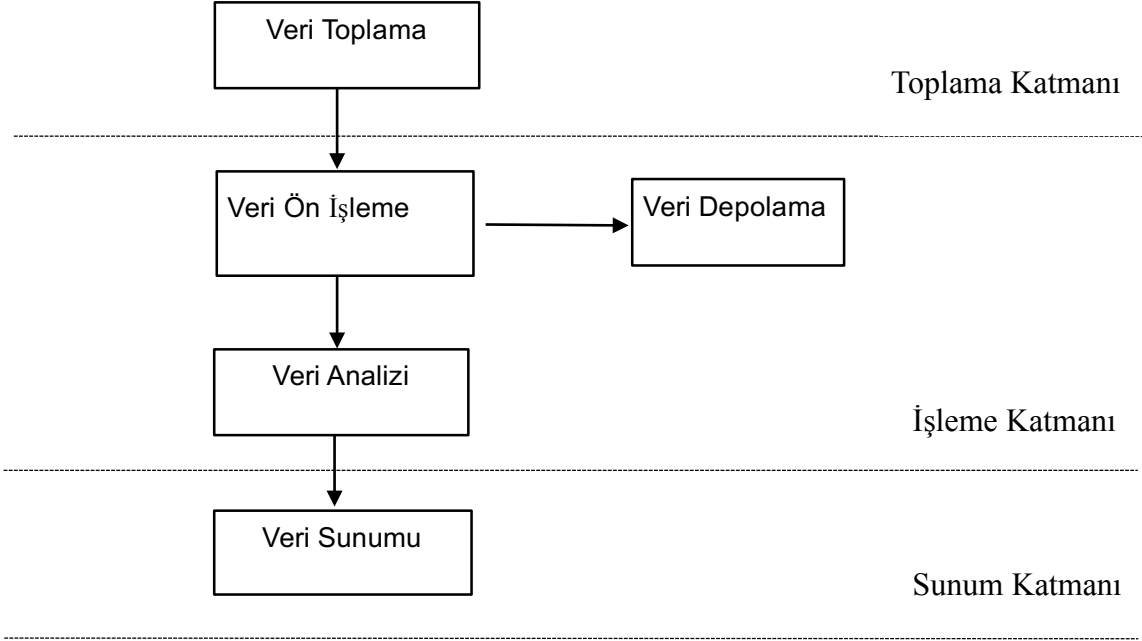 Veri Toplama
Toplama Katmanı
Veri Ön İşleme
Veri Depolama
Veri Analizi
İşleme Katmanı
Veri Sunumu
Sunum Katmanı